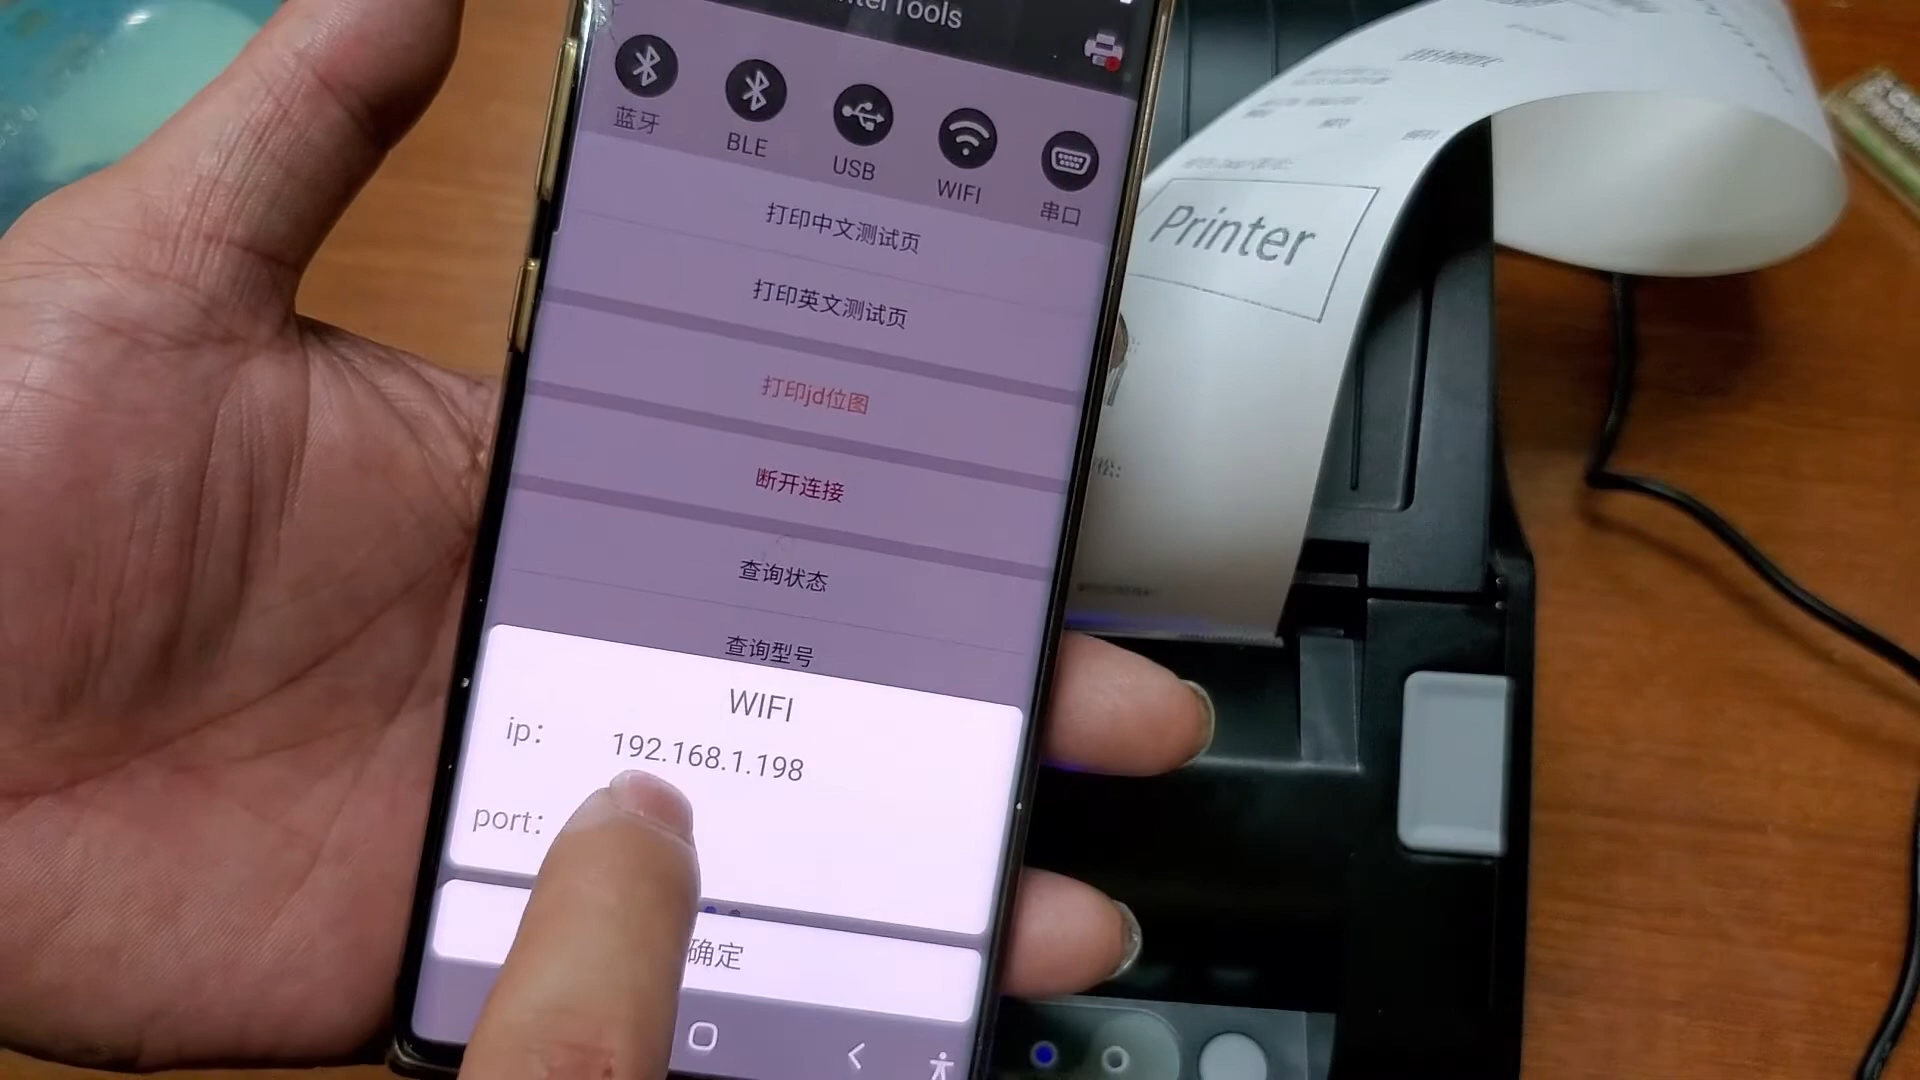 Tools
蓝牙
BLE
USB
WIFI
串口
打印中文测试页
打印英文测试页
打印jd位图
断开连接
查询状态
查询型号
WIFI
ip:
192.168.1.198
port:
确定
Printer